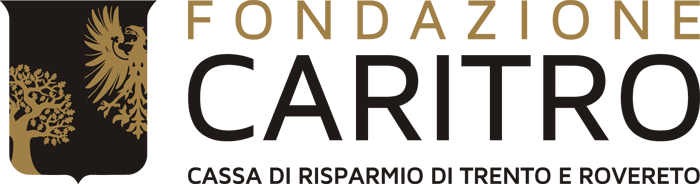 FONDAZIONE
CARITRO
CASSA DI RISPARMIO DI TRENTO E ROVERETO